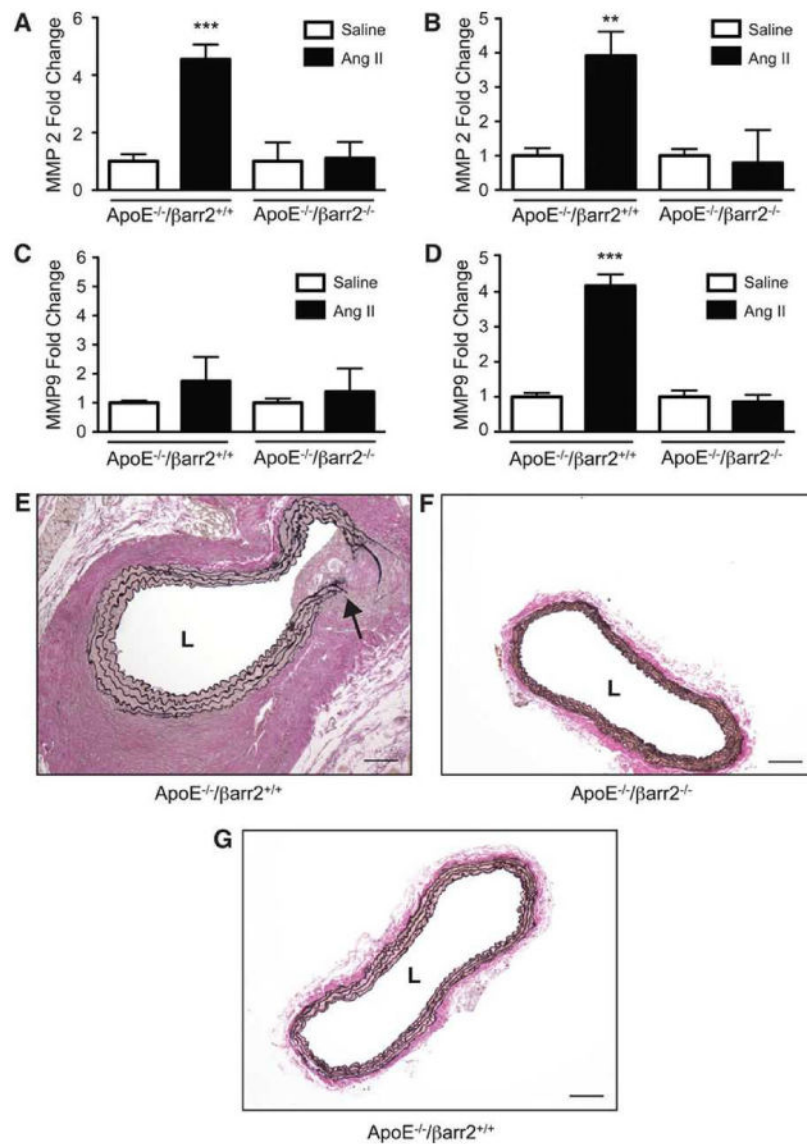 A
MMP 2 Fold Change
6
4
2
0
***
Saline
Ang II
ApoE-/-/βarr2+/+
ApoE-/-/βarr2-/-
B
MMP 2 Fold Change
5
4
3
2
1
0
**
Saline
Ang II
ApoE-/-/βarr2+/+
ApoE-/-/βarr2-/-
C
MMP9 Fold Change
6
5
4
3
2
1
0
Saline
Ang II
ApoE-/-/βarr2+/+
ApoE-/-/βarr2-/-
D
MMP9 Fold Change
5
4
3
2
1
0
***
Saline
Ang II
ApoE-/-/βarr2+/+
ApoE-/-/βarr2-/-
E
L
ApoE-/-/βarr2+/+
F
L
ApoE-/-/βarr2-/-
G
L
ApoE-/-/βarr2+/+